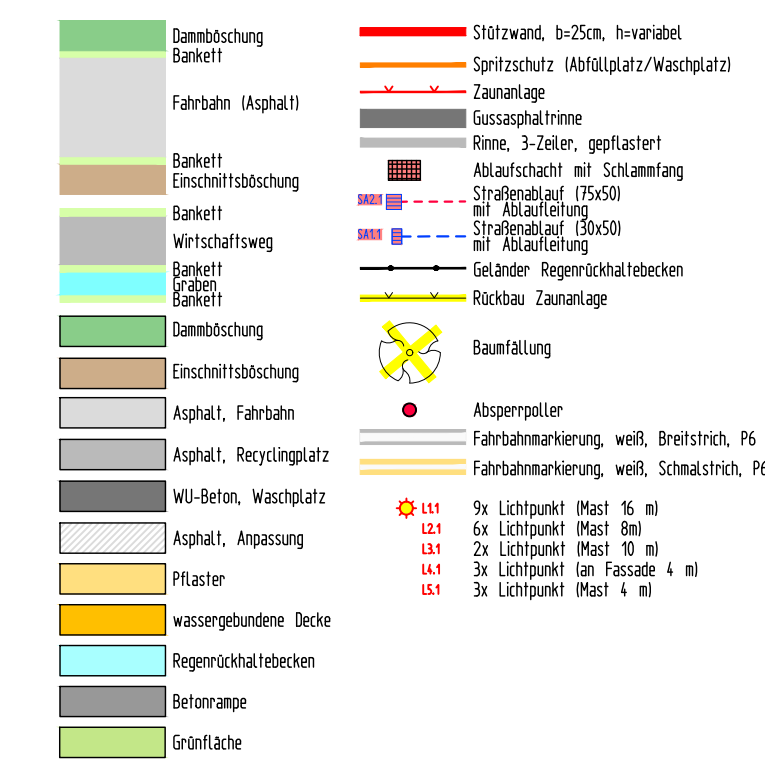 Dammböschung
Bankett
Fahrbahn (Asphalt)
Bankett
Einschnittsböschung
Bankett
Wirtschaftsweg
Bankett
Graben
Bankett
Dammböschung
Einschnittsböschung
Asphalt, Fahrbahn
Asphalt, Recyclingplatz
WU-Beton, Waschplatz
Asphalt, Anpassung
Pflaster
wassergebundene Decke
Regenrückhaltebecken
Betonrampe
Grünfläche
Stützwand, b=25cm, h=variabel
Spritzschutz (Abfüllplatz/Waschplatz)
Zaunanlage
Gussasphaltrinne
Rinne, 3-Zeiler, gepflastert
Ablaufschacht mit Schlammfang
SA2.1 Straßenablauf (75x50)
mit Ablaufleitung
SA1.1 Straßenablauf (30x50)
mit Ablaufleitung
Geländer Regenrückhaltebecken
Rückbau Zaunanlage
Baumfällung
Absperrpoller
Fahrbahnmarkierung, weiß, Breitstrich, P6
Fahrbahnmarkierung, weiß, Schmalstrich, P6
L1.1 9x Lichtpunkt (Mast 16 m)
L2.1 6x Lichtpunkt (Mast 8m)
L3.1 2x Lichtpunkt (Mast 10 m)
L4.1 3x Lichtpunkt (an Fassade 4 m)
L5.1 3x Lichtpunkt (Mast 4 m)